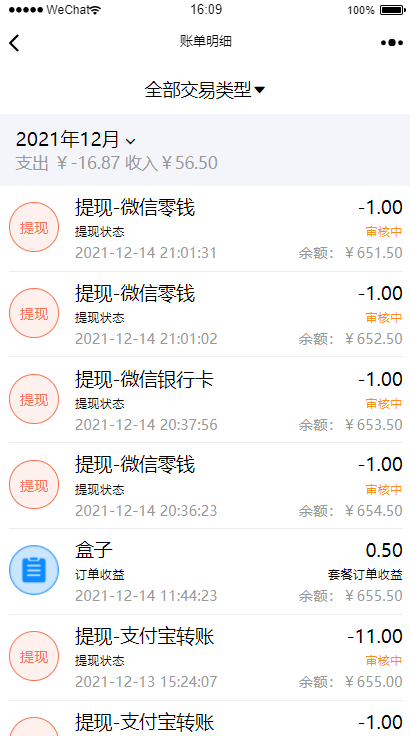 WeChat 16:09 100%
账单明细
全部交易类型
2021年12月
支出 ￥-16.87 收入￥56.50
提现 提现-微信零钱 -1.00
提现状态 审核中
2021-12-14 21:01:31 余额：￥651.50
提现 提现-微信零钱 -1.00
提现状态 审核中
2021-12-14 21:01:02 余额：￥652.50
提现 提现-微信银行卡 -1.00
提现状态 审核中
2021-12-14 20:37:56 余额：￥653.50
提现 提现-微信零钱 -1.00
提现状态 审核中
2021-12-14 20:36:23 余额：￥654.50
盒子 0.50
订单收益 套餐订单收益
2021-12-14 11:44:23 余额：￥655.50
提现 提现-支付宝转账 -11.00
提现状态 审核中
2021-12-13 15:24:07 余额：￥655.00
提现-支付宝转账 -1.00